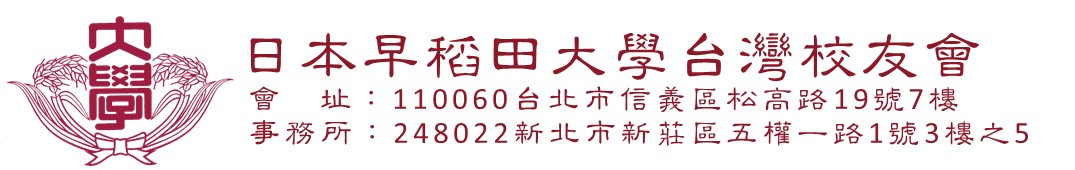 大學
日本早稻田大學台灣校友會
會　址：110060台北市信義區松高路19號7樓
事務所：248022新北市新莊區五權一路1號3樓之5